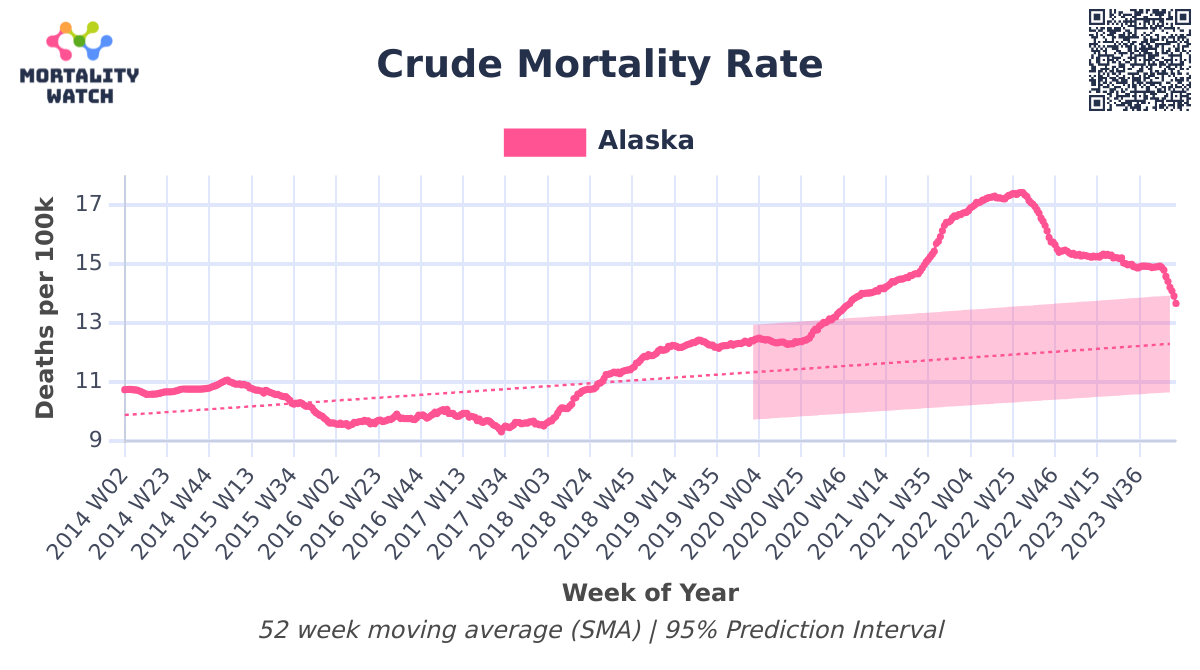 MORTALITY
WATCH
Crude Mortality Rate
Alaska
Deaths per 100k
17
15
13
11
9
2014 W02
2014 W23
2014 W44
2015 W13
2015 W34
2016 W02
2016 W23
2016 W44
2017 W13
2017 W34
2018 W03
2018 W24
2018 W45
2019 W14
2019 W35
2020 W04
2020 W25
2020 W46
2021 W14
2021 W35
2022 W04
2022 W25
2022 W46
2023 W15
2023 W36
Week of Year
52 week moving average (SMA) | 95% Prediction Interval